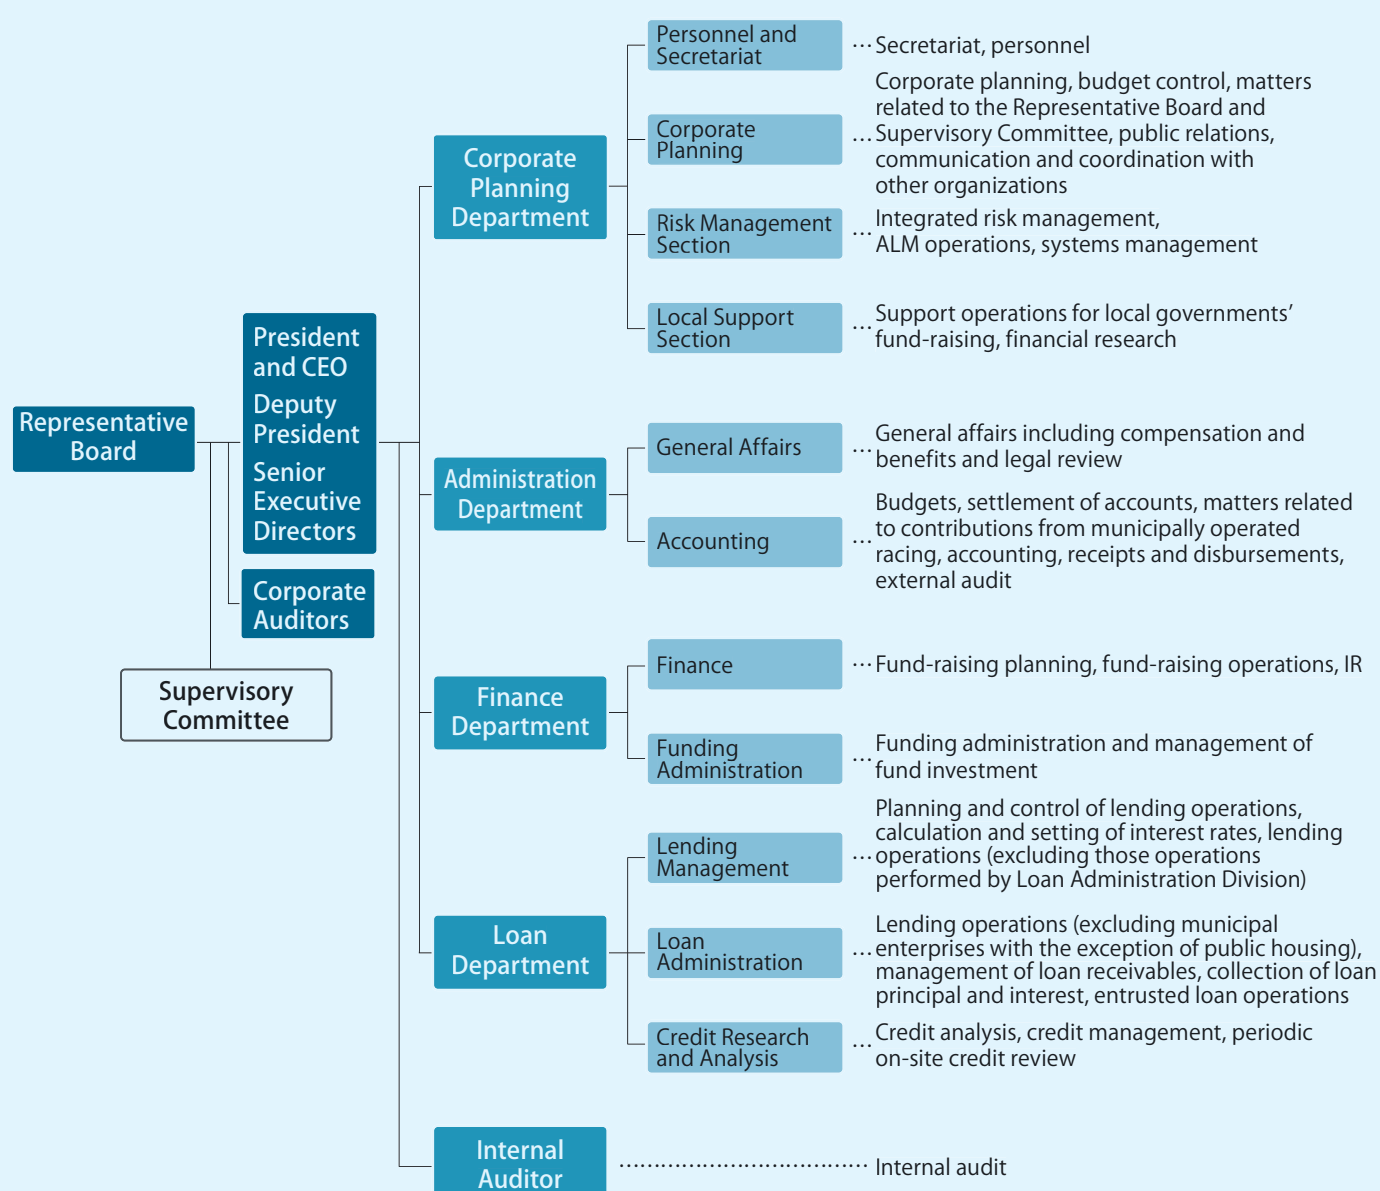 Representative
Board
Supervisory
Committee
President
and CEO
Deputy
President
Senior
Executive
Directors
Corporate
Auditors
Corporate
Planning
Department
Personnel and
Secretariat
… Secretariat, personnel
Corporate
Planning
Corporate planning, budget control, matters
related to the Representative Board and
… Supervisory Committee, public relations,
communication and coordination with
other organizations
Risk Management
Section
… Integrated risk management,
ALM operations, systems management
Local Support
Section
… Support operations for local governments’
fund-raising, financial research
Administration
Department
General Affairs
… General affairs including compensation and
benefits and legal review
Accounting
Budgets, settlement of accounts, matters related
… to contributions from municipally operated
racing, accounting, receipts and disbursements,
external audit
Finance
Department
Finance
… Fund-raising planning, fund-raising operations, IR
Funding
Administration
… Funding administration and management of
fund investment
Loan
Department
Lending
Management
Planning and control of lending operations,
calculation and setting of interest rates, lending
… operations (excluding those operations
performed by Loan Administration Division)
Loan
Administration
Lending operations (excluding municipal
… enterprises with the exception of public housing),
management of loan receivables, collection of loan
principal and interest, entrusted loan operations
Credit Research
and Analysis
… Credit analysis, credit management, periodic
on-site credit review
Internal
Auditor
………………………………… Internal audit